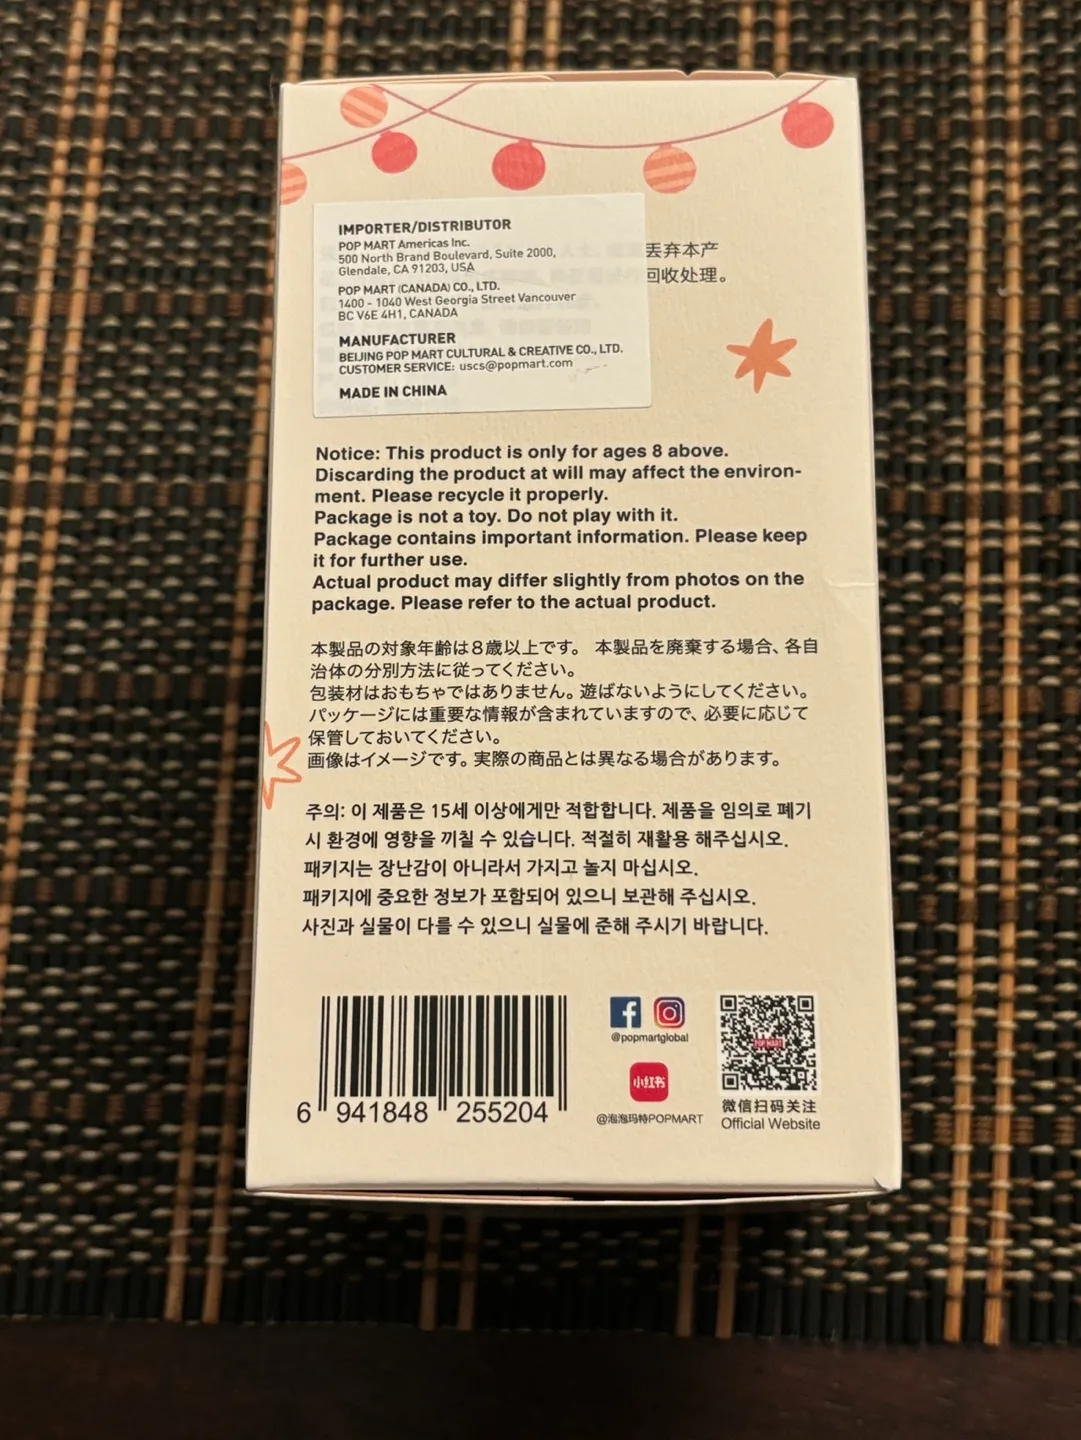 IMPORTER/DISTRIBUTOR
POP MART Americas Inc.
500 North Brand Boulevard, Suite 2000,
Glendale, CA 91203, USA
POP MART (CANADA) CO., LTD.
1400 - 1040 West Georgia Street Vancouver
BC V6E 4H1, CANADA
MANUFACTURER
BEIJING POP MART CULTURAL & CREATIVE CO., LTD.
CUSTOMER SERVICE: uscs@popmart.com
MADE IN CHINA
丢弃本产
回收处理。
Notice: This product is only for ages 8 above.
Discarding the product at will may affect the environ-
ment. Please recycle it properly.
Package is not a toy. Do not play with it.
Package contains important information. Please keep
it for further use.
Actual product may differ slightly from photos on the
package. Please refer to the actual product.
本製品の対象年齢は8歳以上です。 本製品を廃棄する場合、各自
治体の分別方法に従ってください。
包装材はおもちゃではありません。遊ばないようにしてください。
パッケージには重要な情報が含まれていますので、必要に応じて
保管しておいてください。
画像はイメージです。実際の商品とは異なる場合があります。
주의: 이 제품은 15세 이상에게만 적합합니다. 제품을 임의로 폐기
시 환경에 영향을 끼칠 수 있습니다. 적절히 재활용 해주십시오.
패키지는 장난감이 아니라서 가지고 놀지 마십시오.
패키지에 중요한 정보가 포함되어 있으니 보관해 주십시오.
사진과 실물이 다를 수 있으니 실물에 준해 주시기 바랍니다.
6 941848 255204
@popmartglobal
小红书
@泡泡玛特POPMART
POP MART
微信扫码关注
Official Website